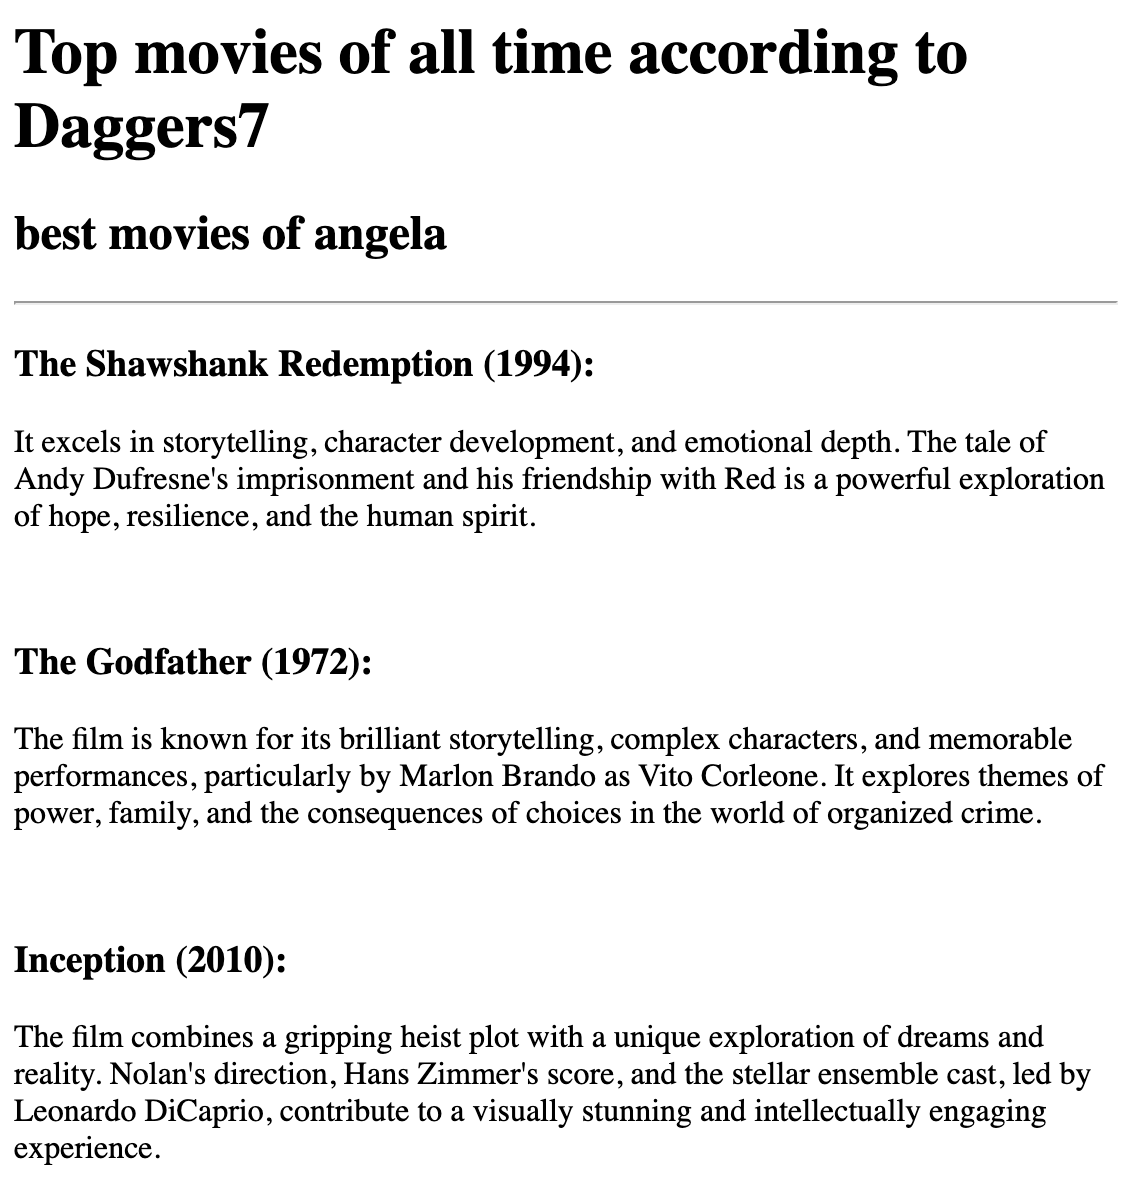 Top movies of all time according to
Daggers7
best movies of angela
The Shawshank Redemption (1994):
It excels in storytelling, character development, and emotional depth. The tale of
Andy Dufresne's imprisonment and his friendship with Red is a powerful exploration
of hope, resilience, and the human spirit.
The Godfather (1972):
The film is known for its brilliant storytelling, complex characters, and memorable
performances, particularly by Marlon Brando as Vito Corleone. It explores themes of
power, family, and the consequences of choices in the world of organized crime.
Inception (2010):
The film combines a gripping heist plot with a unique exploration of dreams and
reality. Nolan's direction, Hans Zimmer's score, and the stellar ensemble cast, led by
Leonardo DiCaprio, contribute to a visually stunning and intellectually engaging
experience.